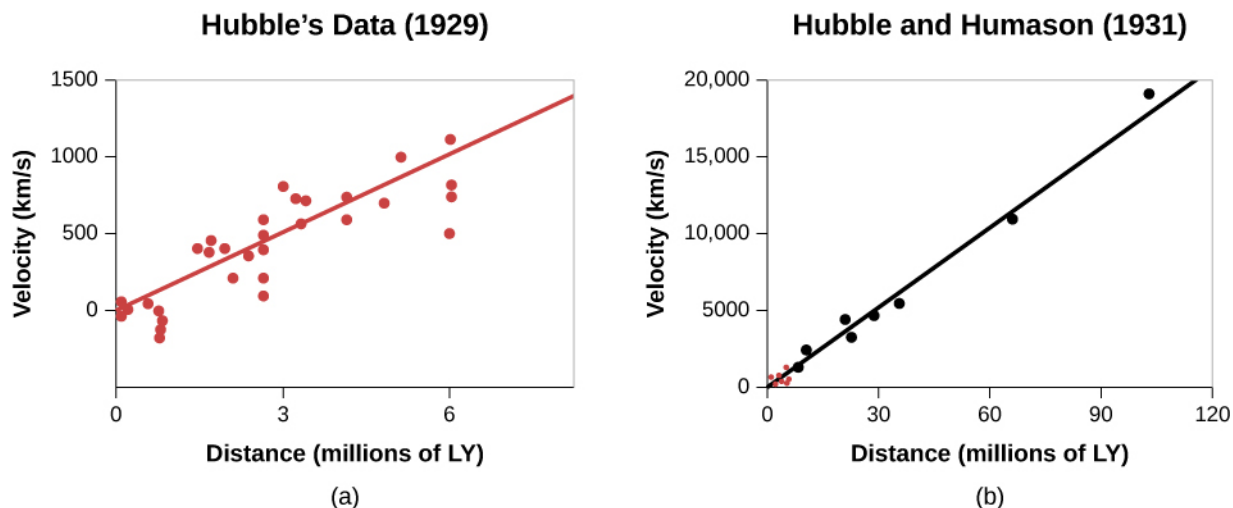 Hubble’s Data (1929)
1500
1000
500
0
Velocity (km/s)
0 3 6
Distance (millions of LY)
(a)
Hubble and Humason (1931)
20,000
15,000
10,000
5000
0
Velocity (km/s)
0 30 60 90 120
Distance (millions of LY)
(b)